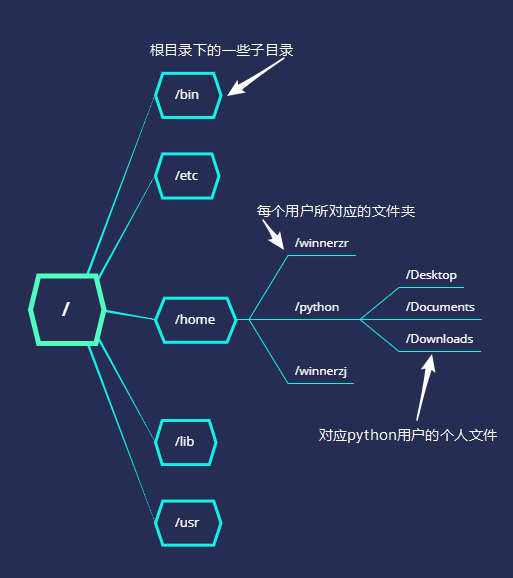 根目录下的一些子目录
/bin
/etc
每个用户所对应的文件夹
/winnerzr
/Desktop
/
/home
/python
/Documents
/Downloads
/winnerzj
对应python用户的个人文件
/lib
/usr